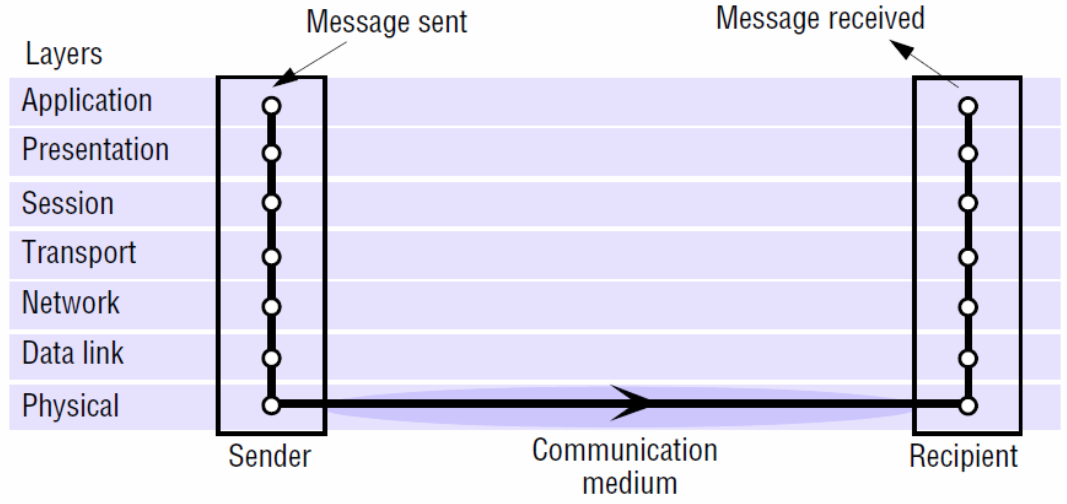 Message sent
Message received
Layers
Application
Presentation
Session
Transport
Network
Data link
Physical
Sender
Communication
medium
Recipient